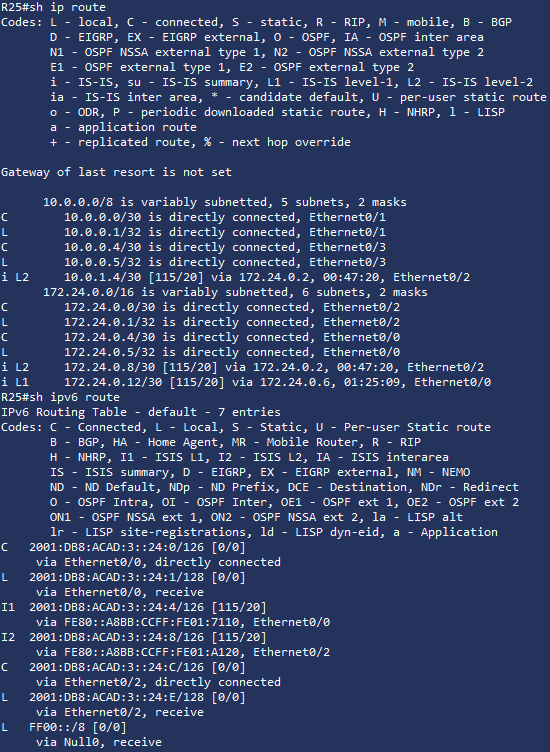 R25#sh ip route
Codes: L - local, C - connected, S - static, R - RIP, M - mobile, B - BGP
D - EIGRP, EX - EIGRP external, O - OSPF, IA - OSPF inter area
N1 - OSPF NSSA external type 1, N2 - OSPF NSSA external type 2
E1 - OSPF external type 1, E2 - OSPF external type 2
i - IS-IS, su - IS-IS summary, L1 - IS-IS level-1, L2 - IS-IS level-2
ia - IS-IS inter area, * - candidate default, U - per-user static route
o - ODR, P - periodic downloaded static route, H - NHRP, l - LISP
a - application route
+ - replicated route, % - next hop override
Gateway of last resort is not set
10.0.0.0/8 is variably subnetted, 5 subnets, 2 masks
C 10.0.0.0/30 is directly connected, Ethernet0/1
L 10.0.0.1/32 is directly connected, Ethernet0/1
C 10.0.0.4/30 is directly connected, Ethernet0/3
L 10.0.0.5/32 is directly connected, Ethernet0/3
i L2 10.0.1.4/30 [115/20] via 172.24.0.2, 00:47:20, Ethernet0/2
172.24.0.0/16 is variably subnetted, 6 subnets, 2 masks
C 172.24.0.0/30 is directly connected, Ethernet0/2
L 172.24.0.1/32 is directly connected, Ethernet0/2
C 172.24.0.4/30 is directly connected, Ethernet0/0
L 172.24.0.5/32 is directly connected, Ethernet0/0
i L2 172.24.0.8/30 [115/20] via 172.24.0.2, 00:47:20, Ethernet0/2
i L1 172.24.0.12/30 [115/20] via 172.24.0.6, 01:25:09, Ethernet0/0
R25#sh ipv6 route
IPv6 Routing Table - default - 7 entries
Codes: C - Connected, L - Local, S - Static, U - Per-user Static route
B - BGP, HA - Home Agent, MR - Mobile Router, R - RIP
H - NHRP, I1 - ISIS L1, I2 - ISIS L2, IA - ISIS interarea
IS - ISIS summary, D - EIGRP, EX - EIGRP external, NM - NEMO
ND - ND Default, NDp - ND Prefix, DCE - Destination, NDr - Redirect
O - OSPF Intra, OI - OSPF Inter, OE1 - OSPF ext 1, OE2 - OSPF ext 2
ON1 - OSPF NSSA ext 1, ON2 - OSPF NSSA ext 2, la - LISP alt
lr - LISP site-registrations, ld - LISP dyn-eid, a - Application
C 2001:DB8:ACAD:3::24:0/126 [0/0]
via Ethernet0/0, directly connected
L 2001:DB8:ACAD:3::24:1/128 [0/0]
via Ethernet0/0, receive
I1 2001:DB8:ACAD:3::24:4/126 [115/20]
via FE80::A8BB:CCFF:FE01:7110, Ethernet0/0
I2 2001:DB8:ACAD:3::24:8/126 [115/20]
via FE80::A8BB:CCFF:FE01:A120, Ethernet0/2
C 2001:DB8:ACAD:3::24:C/126 [0/0]
via Ethernet0/2, directly connected
L 2001:DB8:ACAD:3::24:E/128 [0/0]
via Ethernet0/2, receive
L FF00::/8 [0/0]
via Null0, receive